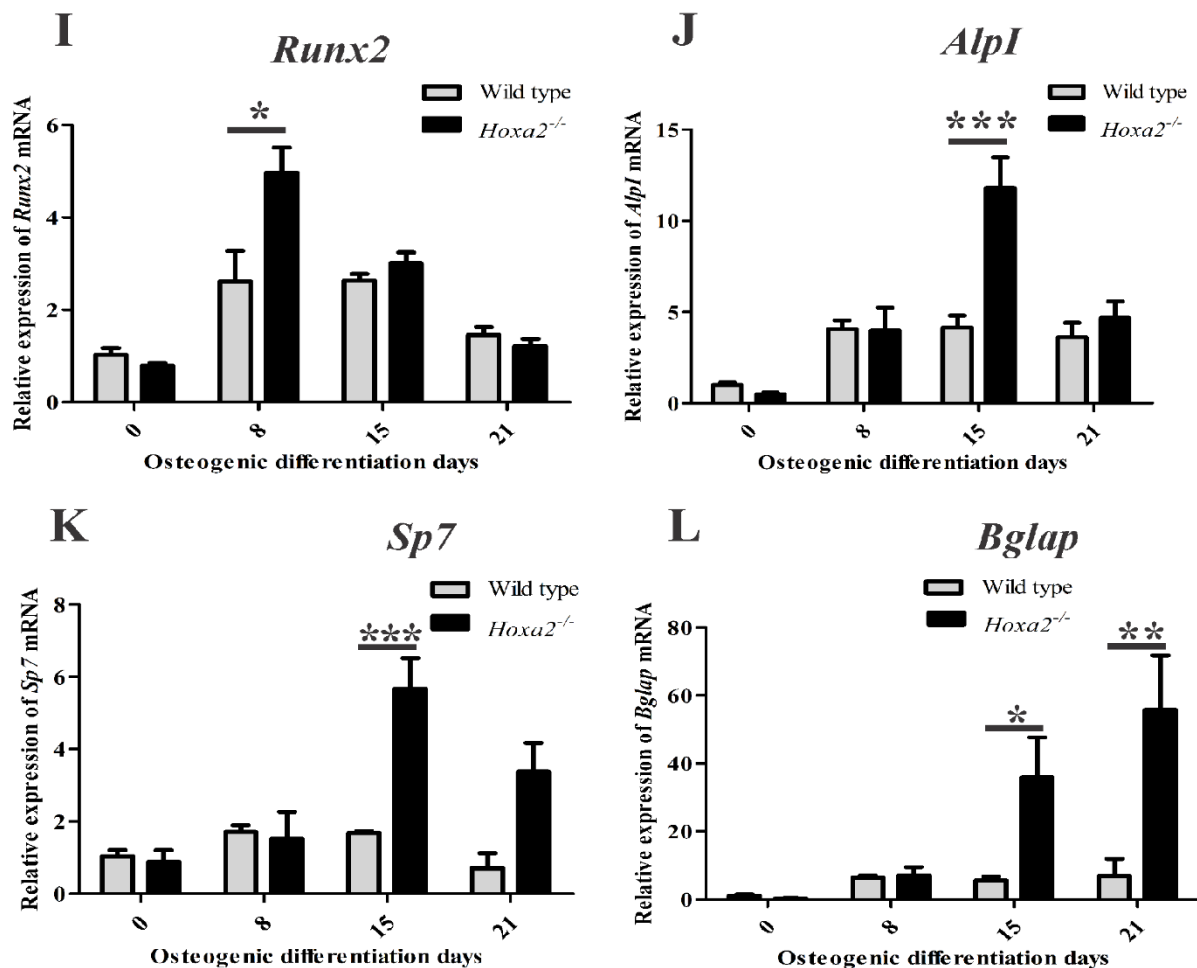 I
Runx2
Wild type
Hoxa2-/-
*
Relative expression of Runx2 mRNA
6
4
2
0
0
8
15
21
Osteogenic differentiation days
J
AlpI
Wild type
Hoxa2-/-
***
Relative expression of AlpI mRNA
15
10
5
0
0
8
15
21
Osteogenic differentiation days
K
Sp7
Wild type
Hoxa2-/-
***
Relative expression of Sp7 mRNA
8
6
4
2
0
0
8
15
21
Osteogenic differentiation days
L
Bglap
Wild type
Hoxa2-/-
*
**
Relative expression of Bglap mRNA
80
60
40
20
0
0
8
15
21
Osteogenic differentiation days